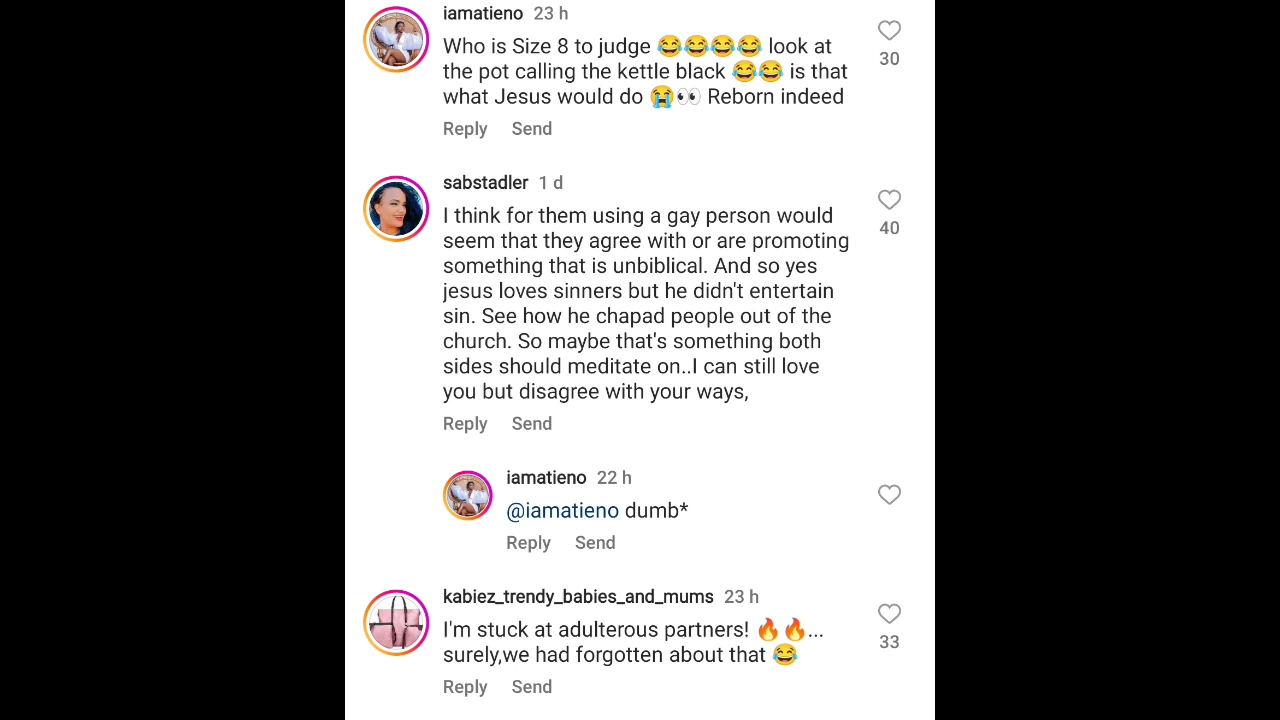 iamatieno 23 h
Who is Size 8 to judge 😂😂😂😂 look at
the pot calling the kettle black 😂😂 is that
what Jesus would do 😭👀 Reborn indeed
30
Reply Send
sabstadler 1 d
I think for them using a gay person would
seem that they agree with or are promoting
something that is unbiblical. And so yes
jesus loves sinners but he didn't entertain
sin. See how he chapad people out of the
church. So maybe that's something both
sides should meditate on..I can still love
you but disagree with your ways,
40
Reply Send
iamatieno 22 h
@iamatieno dumb*
Reply Send
kabiez_trendy_babies_and_mums 23 h
I'm stuck at adulterous partners! 🔥🔥...
surely,we had forgotten about that 😂
33
Reply Send